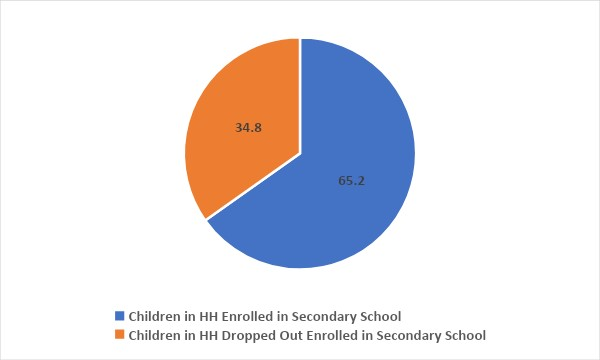 34.8
65.2
Children in HH Enrolled in Secondary School
Children in HH Dropped Out Enrolled in Secondary School